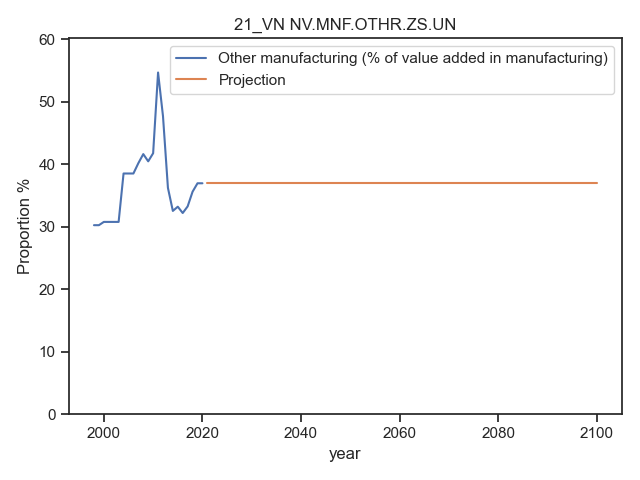 21_VN NV.MNF.OTHR.ZS.UN
Other manufacturing (% of value added in manufacturing)
Projection
60
50
40
30
20
10
0
Proportion %
2000
2020
2040
2060
2080
2100
year